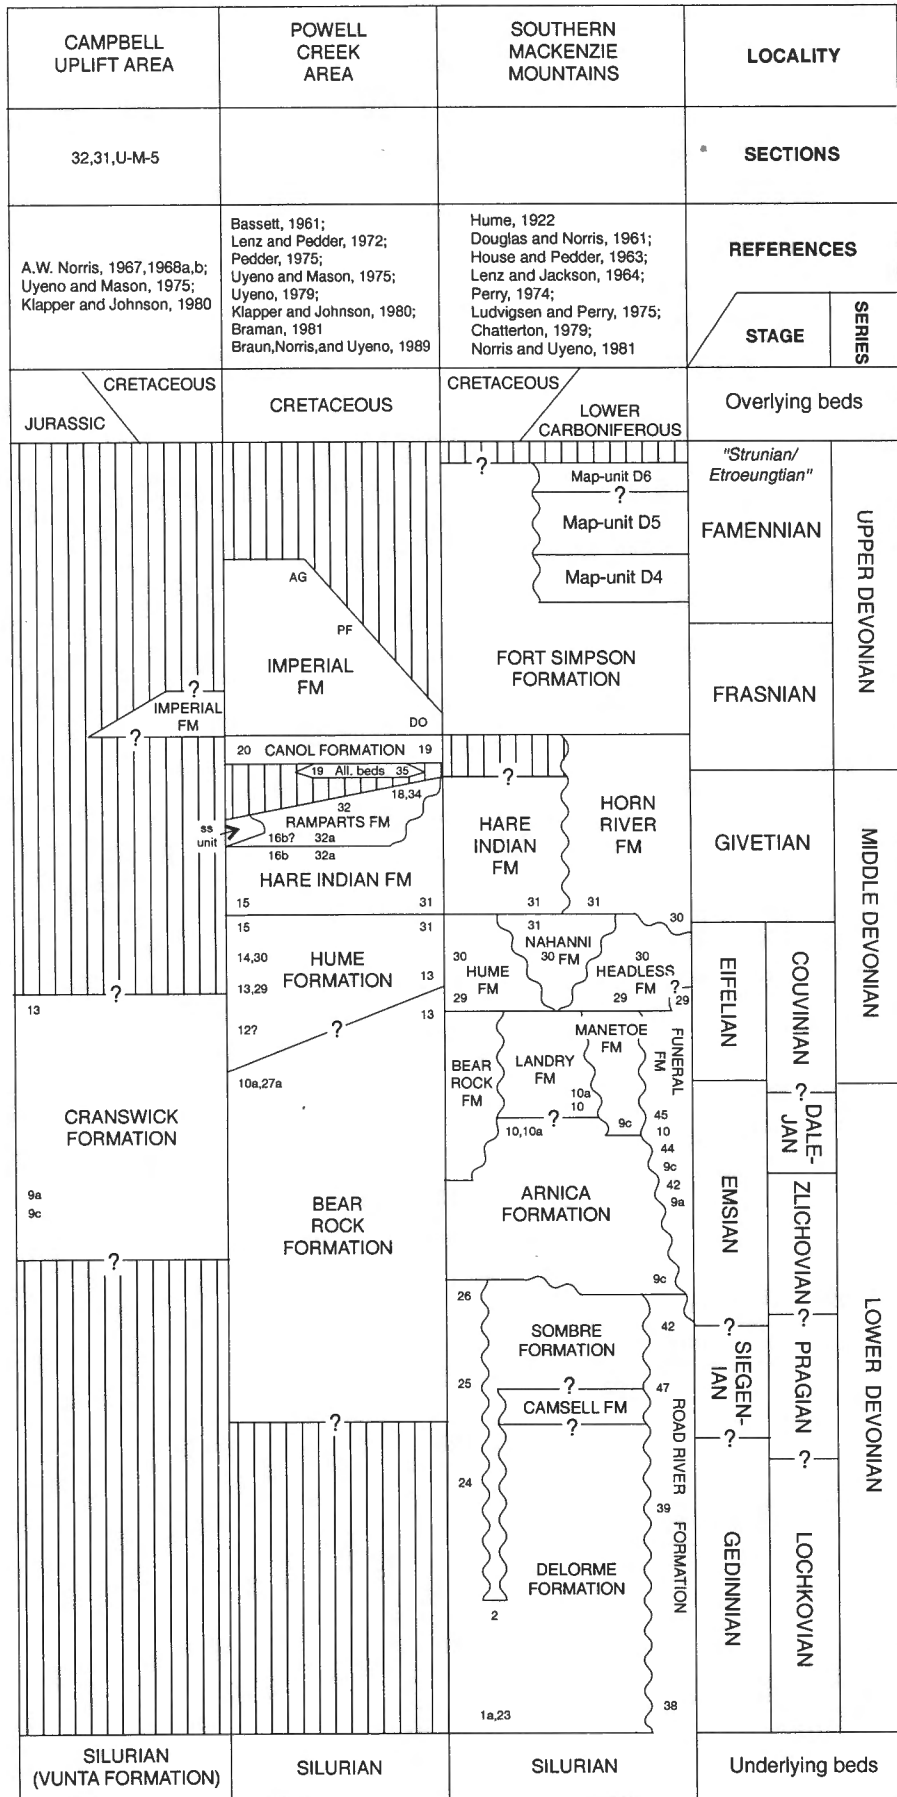 CAMPBELL
UPLIFT AREA
POWELL
CREEK
AREA
SOUTHERN
MACKENZIE
MOUNTAINS
LOCALITY
32,31,U-M-5
SECTIONS
A.W. Norris, 1967,1968a,b;
Uyeno and Mason, 1975;
Klapper and Johnson, 1980
Bassett, 1961;
Lenz and Pedder, 1972;
Pedder, 1975;
Uyeno and Mason, 1975;
Uyeno, 1979;
Klapper and Johnson, 1980;
Braman, 1981
Braun,Norris,and Uyeno, 1989
Hume, 1922
Douglas and Norris, 1961;
House and Pedder, 1963;
Lenz and Jackson, 1964;
Perry, 1974;
Ludvigsen and Perry, 1975;
Chatterton, 1979;
Norris and Uyeno, 1981
REFERENCES
STAGE
SERIES
CRETACEOUS
JURASSIC
CRETACEOUS
CRETACEOUS
LOWER
CARBONIFEROUS
Overlying beds
?
IMPERIAL
FM
?
?
13
CRANSWICK
FORMATION
9a
9c
?
SILURIAN
(VUNTA FORMATION)
AG
PF
IMPERIAL
FM
DO
20 CANOL FORMATION 19
19 All. beds 35
18,34
32
RAMPARTS FM
ss
unit
16b? 32a
16b 32a
HARE INDIAN FM
15 31
15 31
14,30
HUME
FORMATION
13
13,29
13
12?
?
10a,27a
BEAR
ROCK
FORMATION
?
SILURIAN
?
Map-unit D6
?
Map-unit D5
Map-unit D4
FORT SIMPSON
FORMATION
?
HARE
INDIAN
FM
HORN
RIVER
FM
31 31
30
31
NAHANNI
FM
30
30
HUME
FM
29
30
HEADLESS
FM
29
?
29
BEAR
ROCK
FM
LANDRY
FM
MANETOE
FM
FUNERAL
FM
10a
10
?
10,10a
9c
45
10
44
9c
42
9a
ARNICA
FORMATION
9c
26
SOMBRE
FORMATION
42
25
?
47
CAMSELL FM
?
ROAD RIVER FORMATION
24
39
DELORME
FORMATION
2
1a,23
38
SILURIAN
"Strunian/
Etroeungtian"
FAMENNIAN
FRASNIAN
UPPER DEVONIAN
GIVETIAN
EIFELIAN
COUVINIAN
MIDDLE DEVONIAN
?
DALE-
JAN
EMSIAN
ZLICHOVIAN
?
?
SIEGEN-
IAN
PRAGIAN
?
?
GEDINNIAN
LOCHKOVIAN
LOWER DEVONIAN
Underlying beds